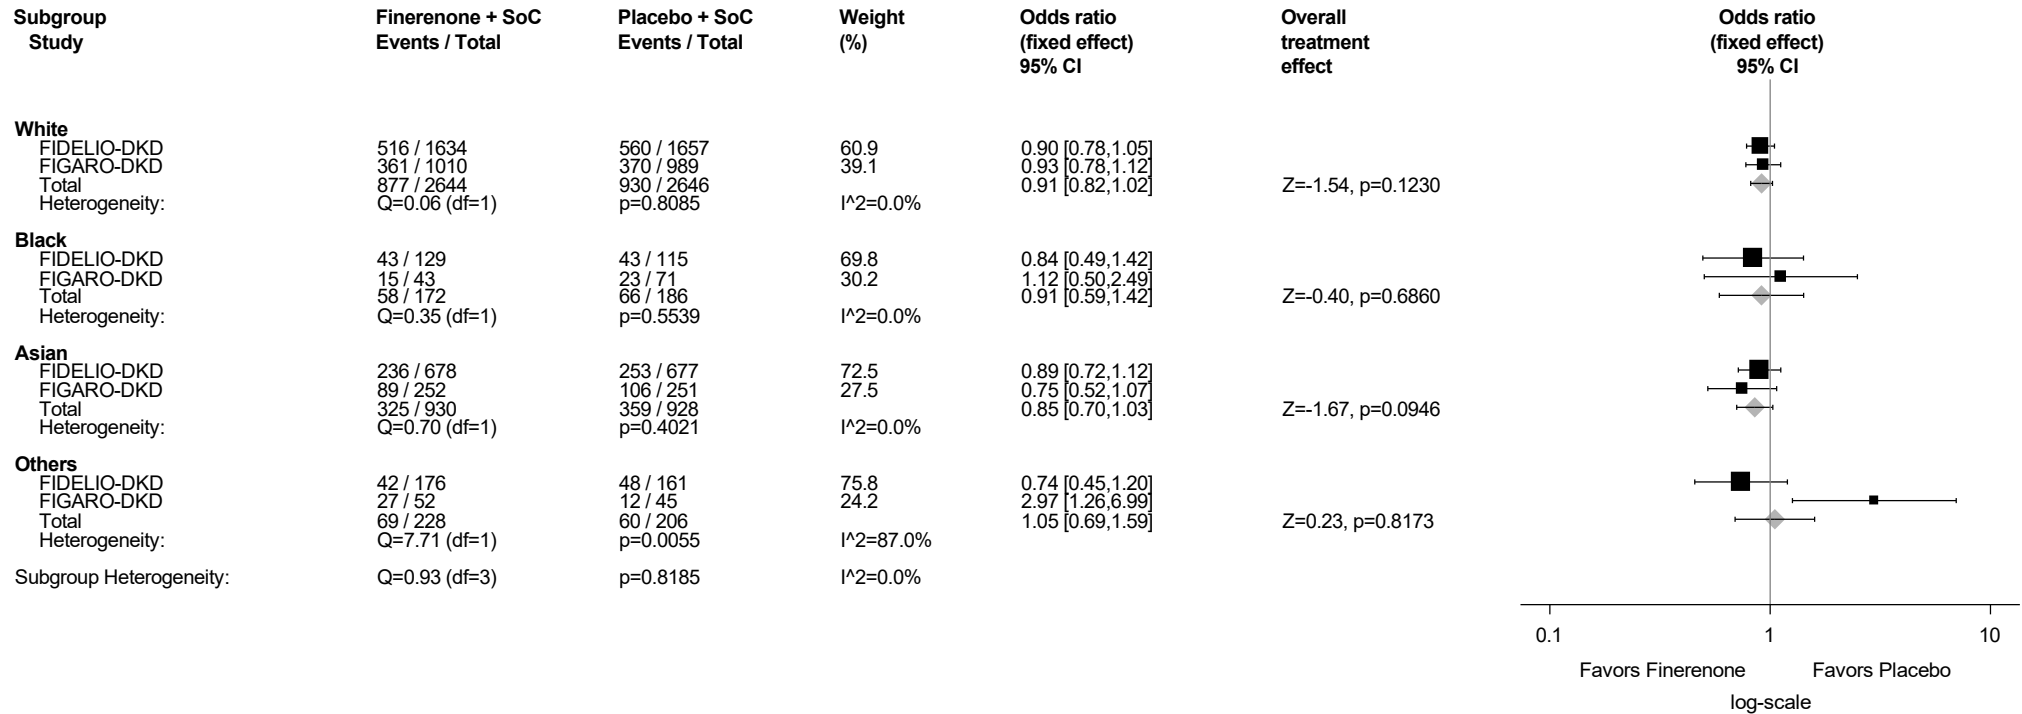 Subgroup Finerenone + SoC Placebo + SoC Weight Odds ratio Overall Odds ratio
Study Events / Total Events / Total (%) (fixed effect) treatment (fixed effect)
95% CI effect 95% CI
White
FIDELIO-DKD 516 / 1634 560 / 1657 60.9 0.90 [0.78,1.05]
FIGARO-DKD 361 / 1010 370 / 989 39.1 0.93 [0.78,1.12]
Total 877 / 2644 930 / 2646 0.91 [0.82,1.02] Z=-1.54, p=0.1230
Heterogeneity: Q=0.06 (df=1) p=0.8085 I^2=0.0%
Black
FIDELIO-DKD 43 / 129 43 / 115 69.8 0.84 [0.49,1.42]
FIGARO-DKD 15 / 43 23 / 71 30.2 1.12 [0.50,2.49]
Total 58 / 172 66 / 186 0.91 [0.59,1.42] Z=-0.40, p=0.6860
Heterogeneity: Q=0.35 (df=1) p=0.5539 I^2=0.0%
Asian
FIDELIO-DKD 236 / 678 253 / 677 72.5 0.89 [0.72,1.12]
FIGARO-DKD 89 / 252 106 / 251 27.5 0.75 [0.52,1.07]
Total 325 / 930 359 / 928 0.85 [0.70,1.03] Z=-1.67, p=0.0946
Heterogeneity: Q=0.70 (df=1) p=0.4021 I^2=0.0%
Others
FIDELIO-DKD 42 / 176 48 / 161 75.8 0.74 [0.45,1.20]
FIGARO-DKD 27 / 52 12 / 45 24.2 2.97 [1.26,6.99]
Total 69 / 228 60 / 206 1.05 [0.69,1.59] Z=0.23, p=0.8173
Heterogeneity: Q=7.71 (df=1) p=0.0055 I^2=87.0%
Subgroup Heterogeneity: Q=0.93 (df=3) p=0.8185 I^2=0.0%
0.1 1 10
Favors Finerenone Favors Placebo
log-scale